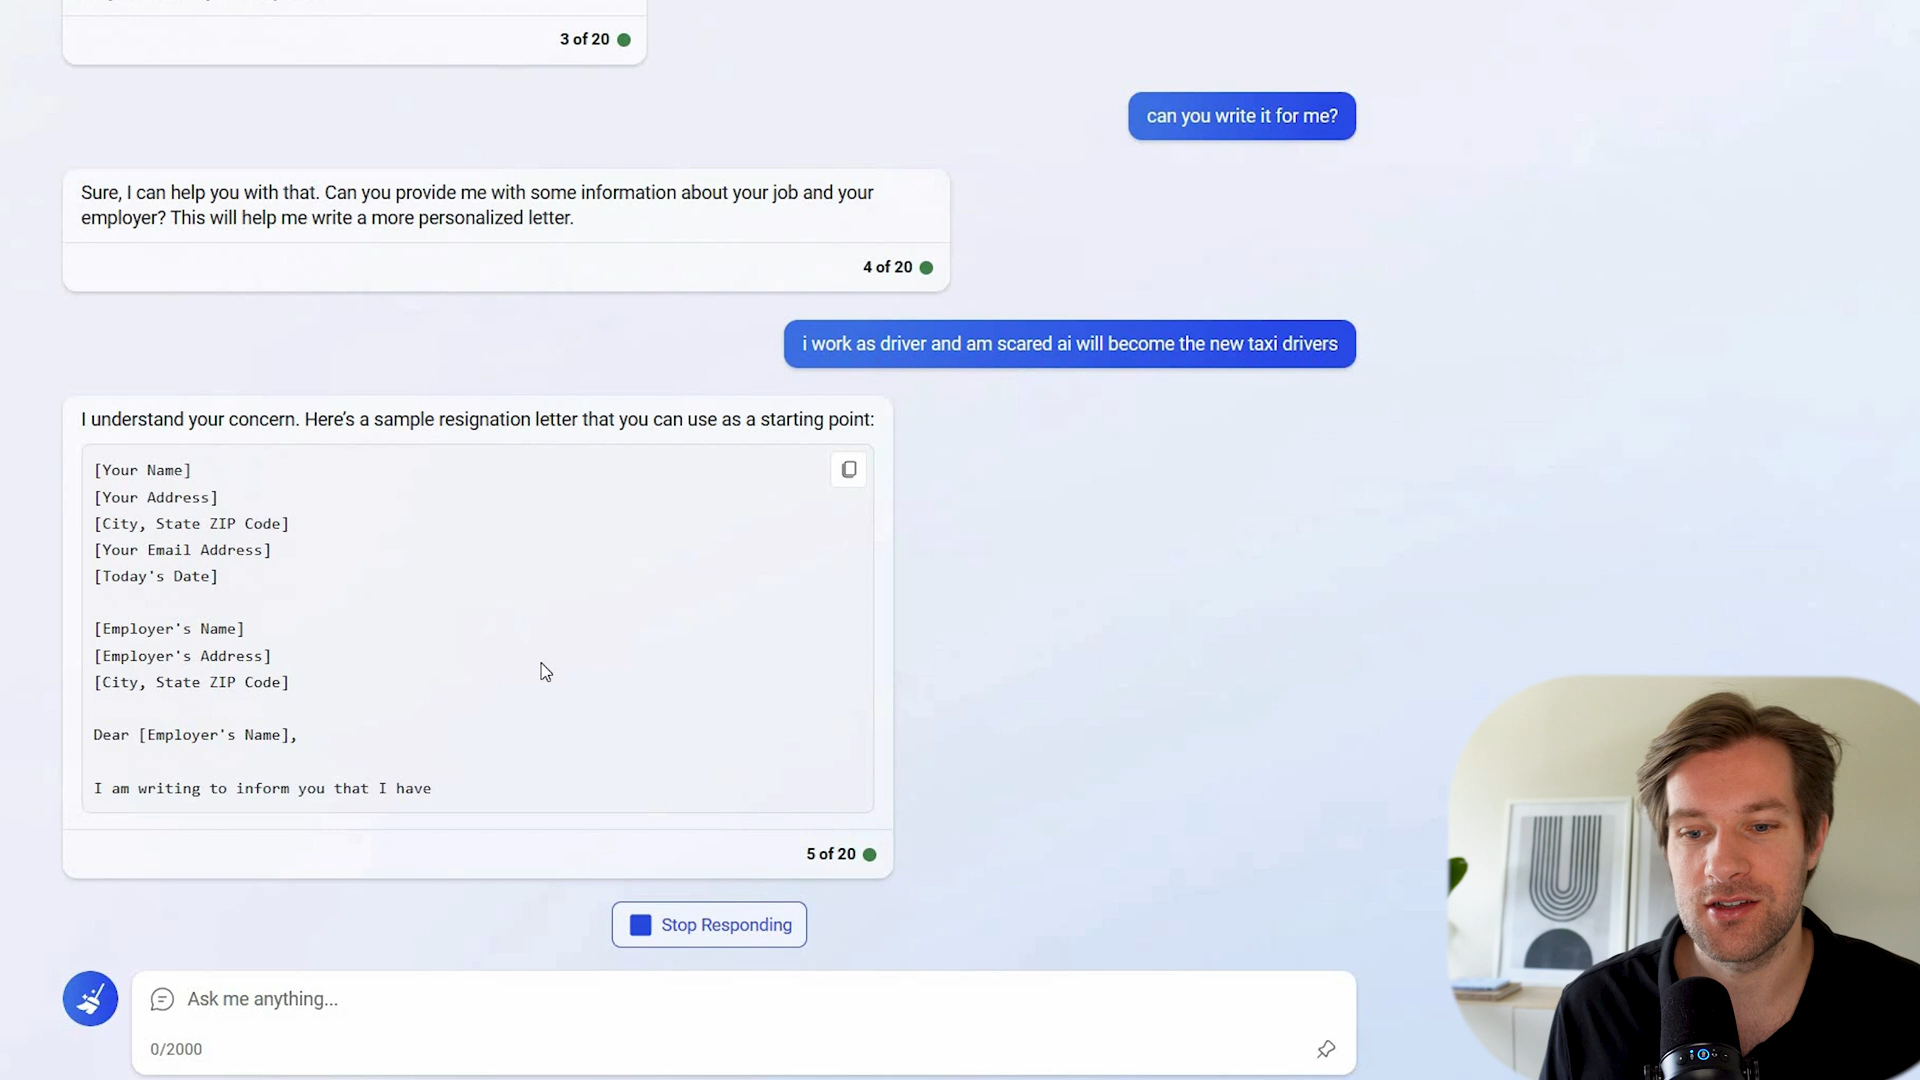 3 of 20
can you write it for me?
Sure, I can help you with that. Can you provide me with some information about your job and your
employer? This will help me write a more personalized letter.
4 of 20
i work as driver and am scared ai will become the new taxi drivers
I understand your concern. Here’s a sample resignation letter that you can use as a starting point:
[Your Name]
[Your Address]
[City, State ZIP Code]
[Your Email Address]
[Today's Date]
[Employer's Name]
[Employer's Address]
[City, State ZIP Code]
Dear [Employer's Name],
I am writing to inform you that I have
5 of 20
Stop Responding
Ask me anything...
0/2000